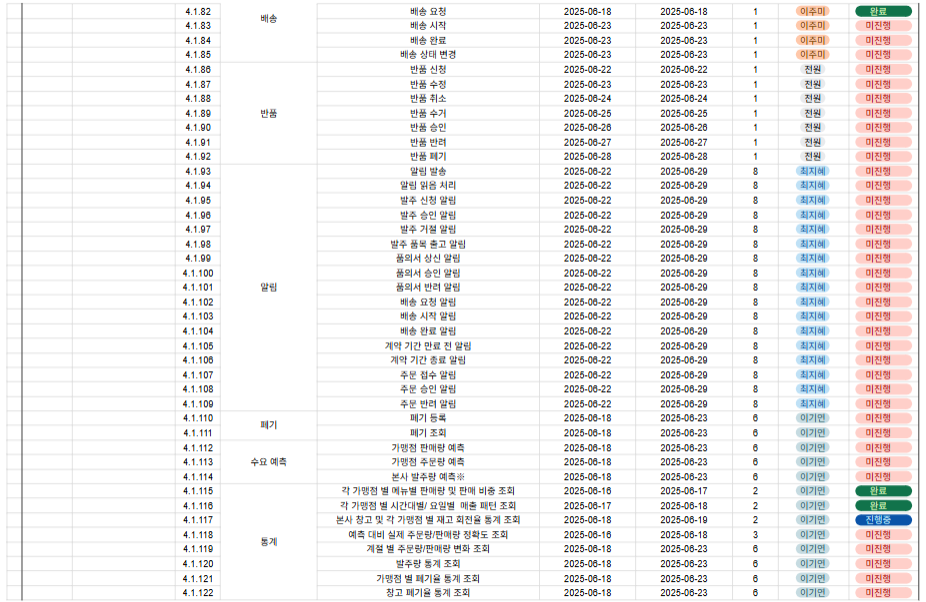 4.1.82 배송 배송 요청 2025-06-18 2025-06-18 1 이주미 완료
4.1.83 배송 시작 2025-06-23 2025-06-23 1 이주미 미진행
4.1.84 배송 완료 2025-06-23 2025-06-23 1 이주미 미진행
4.1.85 배송 상태 변경 2025-06-23 2025-06-23 1 이주미 미진행
4.1.86 반품 신청 2025-06-22 2025-06-22 1 전원 미진행
4.1.87 반품 수정 2025-06-23 2025-06-23 1 전원 미진행
4.1.88 반품 취소 2025-06-24 2025-06-24 1 전원 미진행
4.1.89 반품 반품 수거 2025-06-25 2025-06-25 1 전원 미진행
4.1.90 반품 승인 2025-06-26 2025-06-26 1 전원 미진행
4.1.91 반품 반려 2025-06-27 2025-06-27 1 전원 미진행
4.1.92 반품 폐기 2025-06-28 2025-06-28 1 전원 미진행
4.1.93 알림 발송 2025-06-22 2025-06-29 8 최지혜 미진행
4.1.94 알림 읽음 처리 2025-06-22 2025-06-29 8 최지혜 미진행
4.1.95 발주 신청 알림 2025-06-22 2025-06-29 8 최지혜 미진행
4.1.96 발주 승인 알림 2025-06-22 2025-06-29 8 최지혜 미진행
4.1.97 발주 거절 알림 2025-06-22 2025-06-29 8 최지혜 미진행
4.1.98 발주 품목 출고 알림 2025-06-22 2025-06-29 8 최지혜 미진행
4.1.99 품의서 상신 알림 2025-06-22 2025-06-29 8 최지혜 미진행
4.1.100 품의서 승인 알림 2025-06-22 2025-06-29 8 최지혜 미진행
4.1.101 알림 품의서 반려 알림 2025-06-22 2025-06-29 8 최지혜 미진행
4.1.102 배송 요청 알림 2025-06-22 2025-06-29 8 최지혜 미진행
4.1.103 배송 시작 알림 2025-06-22 2025-06-29 8 최지혜 미진행
4.1.104 배송 완료 알림 2025-06-22 2025-06-29 8 최지혜 미진행
4.1.105 계약 기간 만료 전 알림 2025-06-22 2025-06-29 8 최지혜 미진행
4.1.106 계약 기간 종료 알림 2025-06-22 2025-06-29 8 최지혜 미진행
4.1.107 주문 접수 알림 2025-06-22 2025-06-29 8 최지혜 미진행
4.1.108 주문 승인 알림 2025-06-22 2025-06-29 8 최지혜 미진행
4.1.109 주문 반려 알림 2025-06-22 2025-06-29 8 최지혜 미진행
4.1.110 폐기 폐기 등록 2025-06-18 2025-06-23 6 이기연 미진행
4.1.111 폐기 조회 2025-06-18 2025-06-23 6 이기연 미진행
4.1.112 가맹점 판매량 예측 2025-06-18 2025-06-23 6 이기연 미진행
4.1.113 수요 예측 가맹점 주문량 예측 2025-06-18 2025-06-23 6 이기연 미진행
4.1.114 본사 발주량 예측※ 2025-06-18 2025-06-23 6 이기연 미진행
4.1.115 각 가맹점 별 메뉴별 판매량 및 판매 비중 조회 2025-06-16 2025-06-17 2 이기연 완료
4.1.116 각 가맹점 별 시간대별/ 요일별 매출 패턴 조회 2025-06-17 2025-06-18 2 이기연 완료
4.1.117 본사 창고 및 각 가맹점 별 재고 회전율 통계 조회 2025-06-18 2025-06-19 2 이기연 진행중
4.1.118 통계 예측 대비 실제 주문량/판매량 정확도 조회 2025-06-16 2025-06-18 3 이기연 미진행
4.1.119 계절 별 주문량/판매량 변화 조회 2025-06-18 2025-06-23 6 이기연 미진행
4.1.120 발주량 통계 조회 2025-06-18 2025-06-23 6 이기연 미진행
4.1.121 가맹점 별 폐기율 통계 조회 2025-06-18 2025-06-23 6 이기연 미진행
4.1.122 창고 폐기율 통계 조회 2025-06-18 2025-06-23 6 이기연 미진행